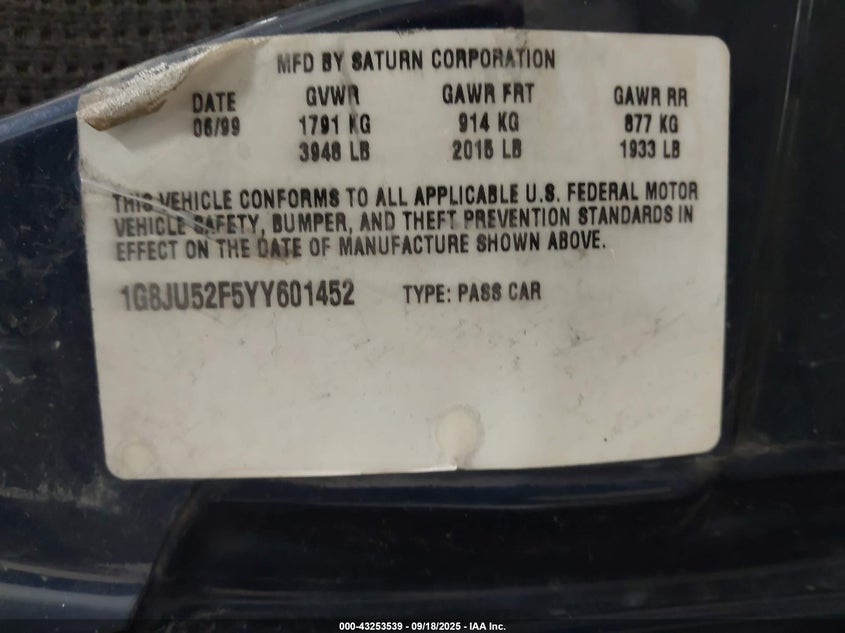 MFD BY SATURN CORPORATION
DATE GVWR GAWR FRT GAWR RR
06/99 1791 KG 914 KG 877 KG
3948 LB 2015 LB 1933 LB
THIS VEHICLE CONFORMS TO ALL APPLICABLE U.S. FEDERAL MOTOR
VEHICLE SAFETY, BUMPER, AND THEFT PREVENTION STANDARDS IN
EFFECT ON THE DATE OF MANUFACTURE SHOWN ABOVE.
1G8JU52F5YY601452 TYPE: PASS CAR
000-43253539 - 09/18/2025 - IAA Inc.